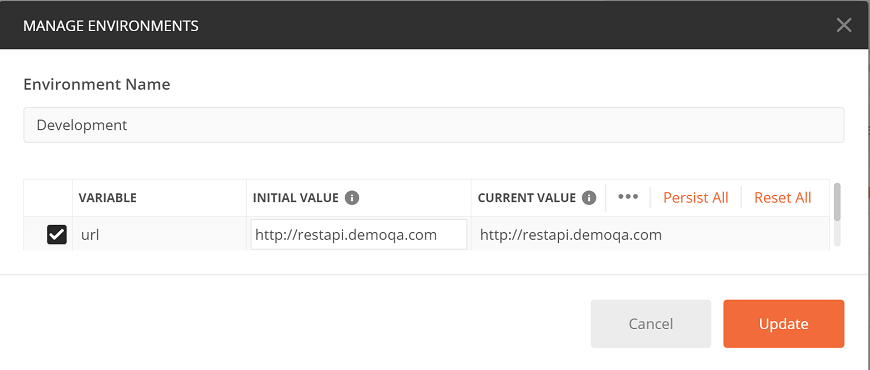 MANAGE ENVIRONMENTS
Environment Name
Development
VARIABLE INITIAL VALUE CURRENT VALUE Persist All Reset All
url http://restapi.demoqa.com http://restapi.demoqa.com
Cancel Update